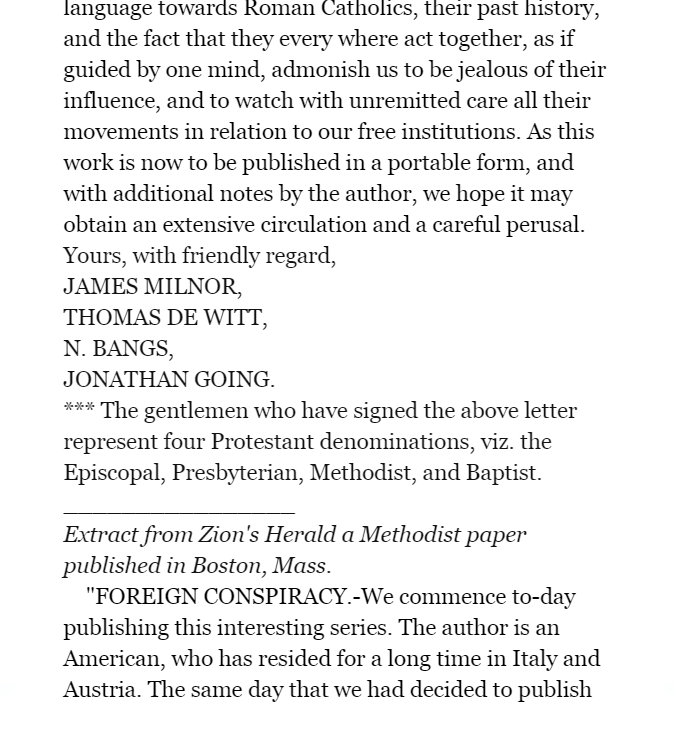 language towards Roman Catholics, their past history,
and the fact that they every where act together, as if
guided by one mind, admonish us to be jealous of their
influence, and to watch with unremitted care all their
movements in relation to our free institutions. As this
work is now to be published in a portable form, and
with additional notes by the author, we hope it may
obtain an extensive circulation and a careful perusal.
Yours, with friendly regard,
JAMES MILNOR,
THOMAS DE WITT,
N. BANGS,
JONATHAN GOING.
*** The gentlemen who have signed the above letter
represent four Protestant denominations, viz. the
Episcopal, Presbyterian, Methodist, and Baptist.
________________
Extract from Zion's Herald a Methodist paper
published in Boston, Mass.
"FOREIGN CONSPIRACY.-We commence to-day
publishing this interesting series. The author is an
American, who has resided for a long time in Italy and
Austria. The same day that we had decided to publish